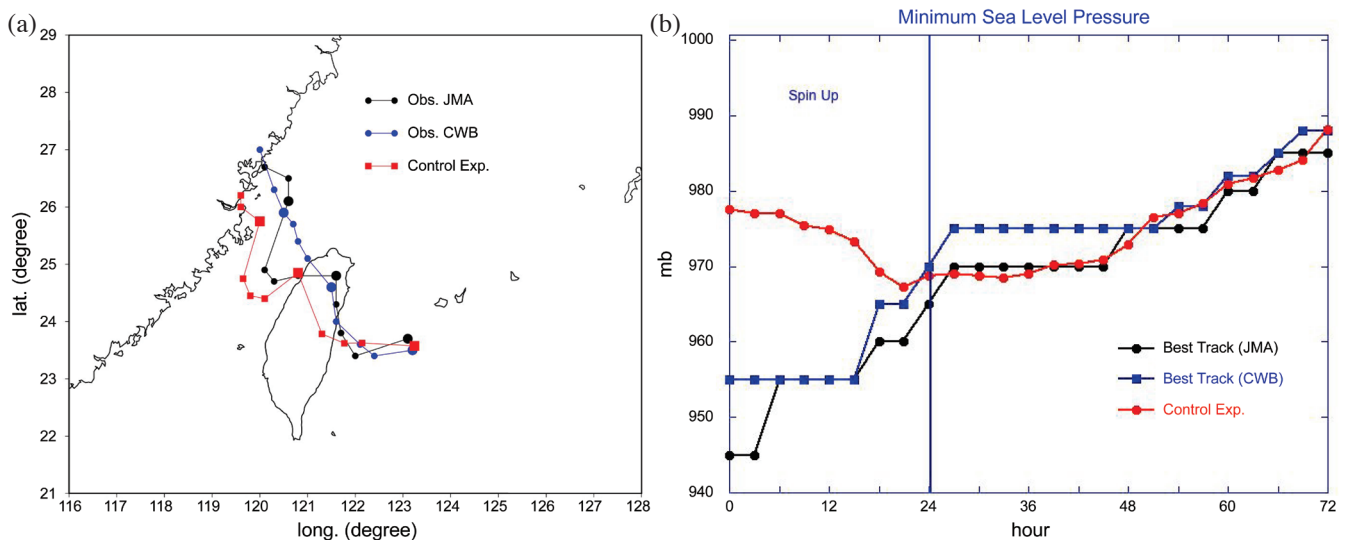 (a)
29
28
27
26
25
24
23
22
21
lat. (degree)
116 117 118 119 120 121 122 123 124 125 126 127 128
long. (degree)
Obs. JMA
Obs. CWB
Control Exp.
(b)
Minimum Sea Level Pressure
1000
990
980
970
960
950
940
mb
Spin Up
Best Track (JMA)
Best Track (CWB)
Control Exp.
0 12 24 36 48 60 72
hour